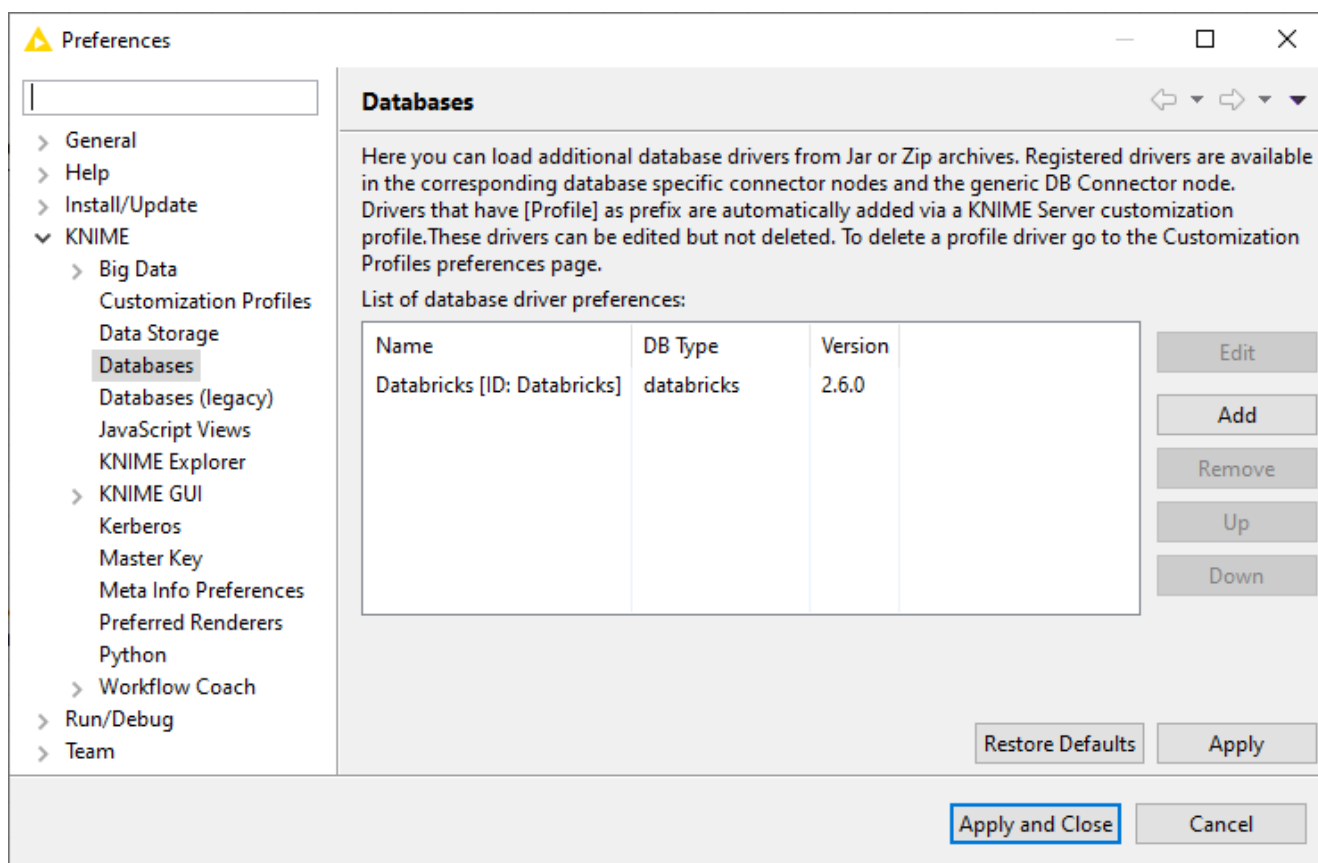 Preferences
General
Help
Install/Update
KNIME
Big Data
Customization Profiles
Data Storage
Databases
Databases (legacy)
JavaScript Views
KNIME Explorer
KNIME GUI
Kerberos
Master Key
Meta Info Preferences
Preferred Renderers
Python
Workflow Coach
Run/Debug
Team
Databases
Here you can load additional database drivers from Jar or Zip archives. Registered drivers are available
in the corresponding database specific connector nodes and the generic DB Connector node.
Drivers that have [Profile] as prefix are automatically added via a KNIME Server customization
profile.These drivers can be edited but not deleted. To delete a profile driver go to the Customization
Profiles preferences page.
List of database driver preferences:
Name DB Type Version
Databricks [ID: Databricks] databricks 2.6.0
Edit
Add
Remove
Up
Down
Restore Defaults Apply
Apply and Close Cancel